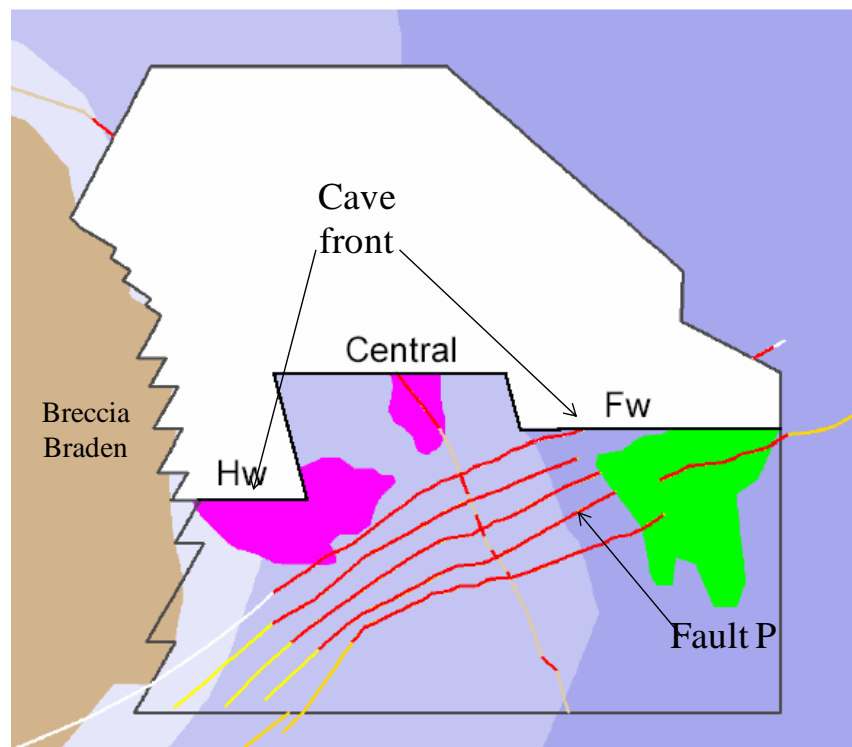 Cave
front
Central
Fw
Breccia
Braden
Hw
Fault P